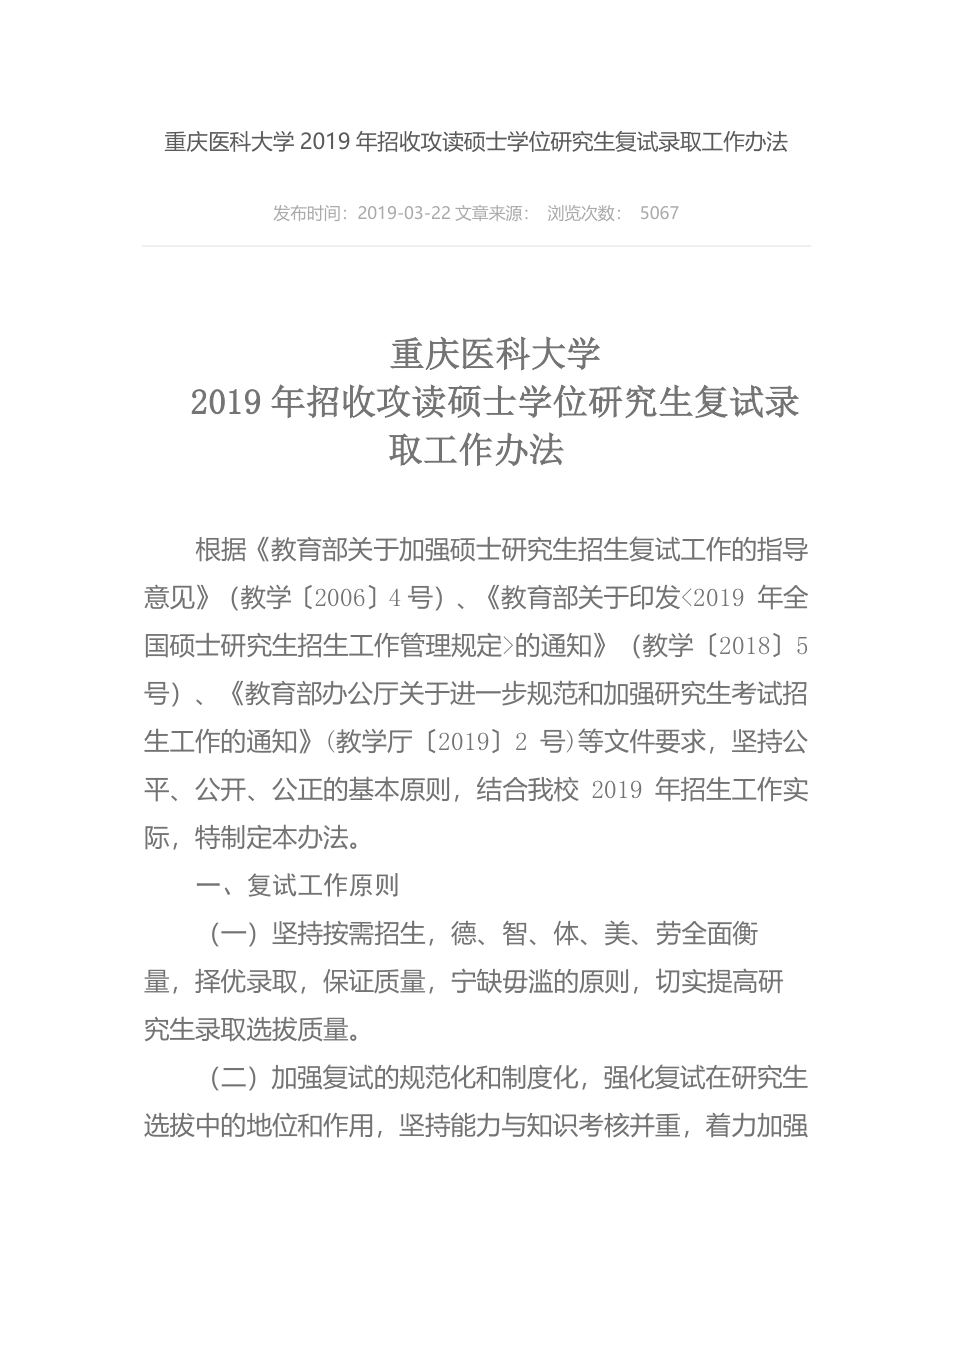 重庆医科大学 2019 年招收攻读硕士学位研究生复试录取工作办法
发布时间：2019-03-22 文章来源： 浏览次数： 5067
重庆医科大学
2019 年招收攻读硕士学位研究生复试录
取工作办法
根据《教育部关于加强硕士研究生招生复试工作的指导
意见》（教学〔2006〕4 号）、《教育部关于印发<2019 年全
国硕士研究生招生工作管理规定>的通知》（教学〔2018〕5
号）、《教育部办公厅关于进一步规范和加强研究生考试招
生工作的通知》(教学厅〔2019〕2 号)等文件要求，坚持公
平、公开、公正的基本原则，结合我校 2019 年招生工作实
际，特制定本办法。
一、复试工作原则
（一）坚持按需招生，德、智、体、美、劳全面衡
量，择优录取，保证质量，宁缺毋滥的原则，切实提高研
究生录取选拔质量。
（二）加强复试的规范化和制度化，强化复试在研究生
选拔中的地位和作用，坚持能力与知识考核并重，着力加强